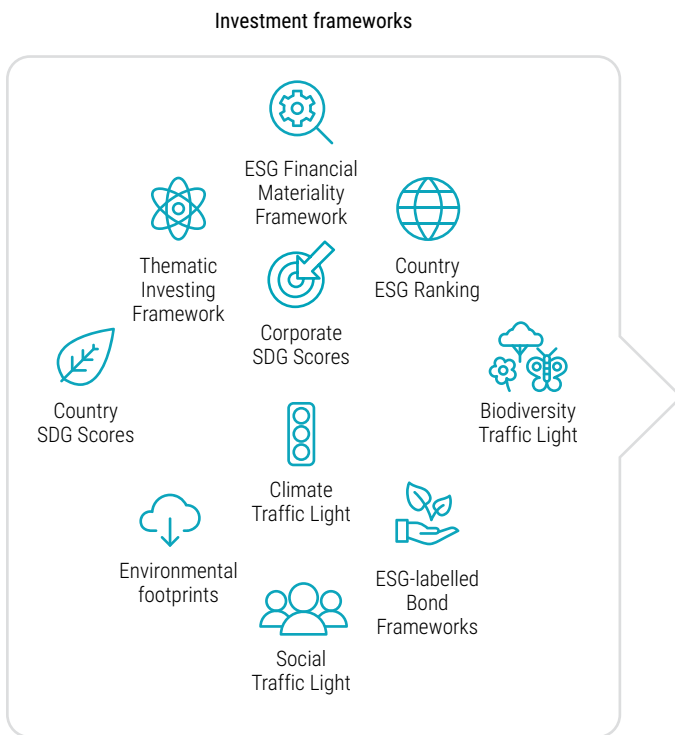 Investment frameworks
ESG Financial
Materiality
Framework
Thematic
Investing
Framework
Country
ESG Ranking
Corporate
SDG Scores
Country
SDG Scores
Biodiversity
Traffic Light
Climate
Traffic Light
Environmental
footprints
ESG-labelled
Bond
Frameworks
Social
Traffic Light